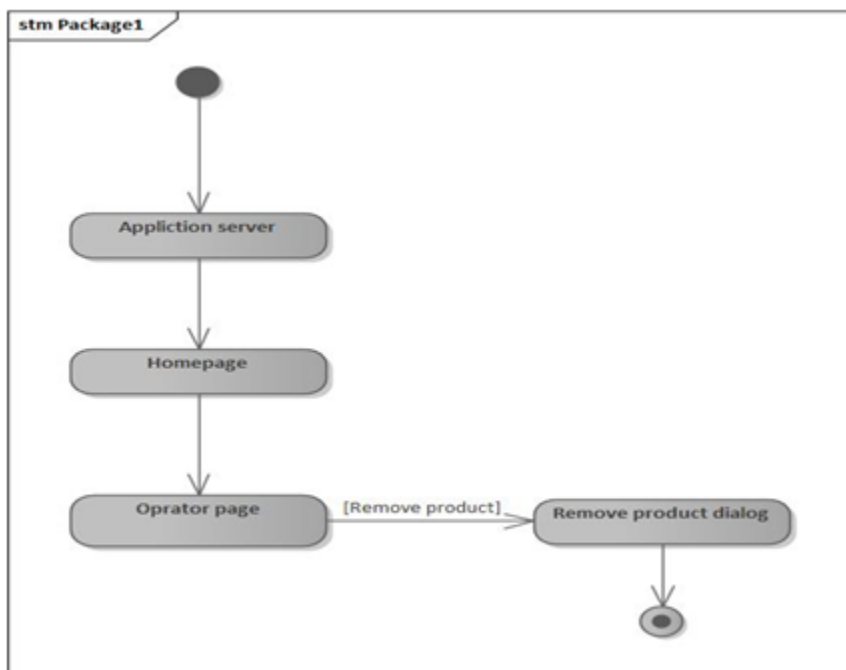 stm Package1
Appliction server
Homepage
Oprator page
[Remove product]
Remove product dialog